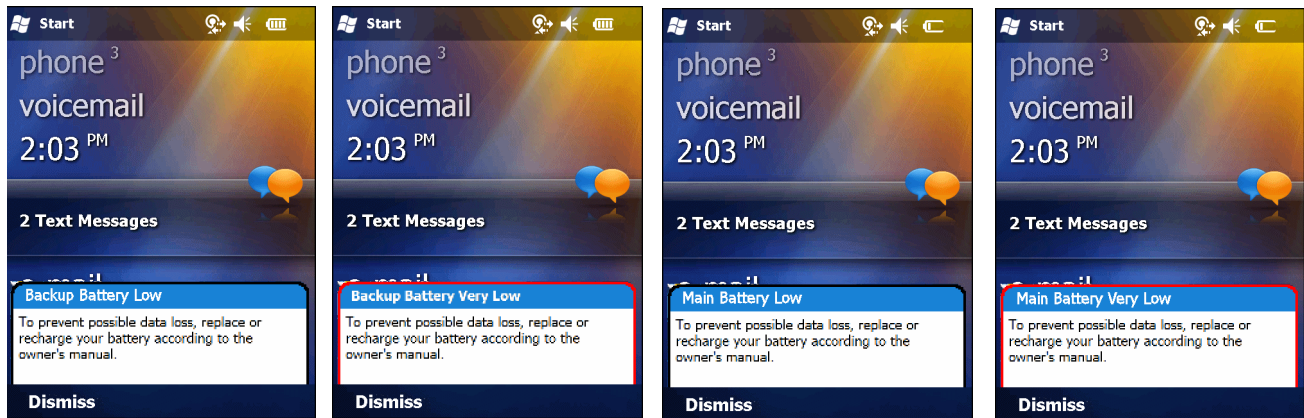 Start
phone 3
voicemail
2:03 PM
2 Text Messages
e-mail
Backup Battery Low
To prevent possible data loss, replace or
recharge your battery according to the
owner's manual.
Dismiss
Start
phone 3
voicemail
2:03 PM
2 Text Messages
e-mail
Backup Battery Very Low
To prevent possible data loss, replace or
recharge your battery according to the
owner's manual.
Dismiss
Start
phone 3
voicemail
2:03 PM
2 Text Messages
e-mail
Main Battery Low
To prevent possible data loss, replace or
recharge your battery according to the
owner's manual.
Dismiss
Start
phone 3
voicemail
2:03 PM
2 Text Messages
e-mail
Main Battery Very Low
To prevent possible data loss, replace or
recharge your battery according to the
owner's manual.
Dismiss